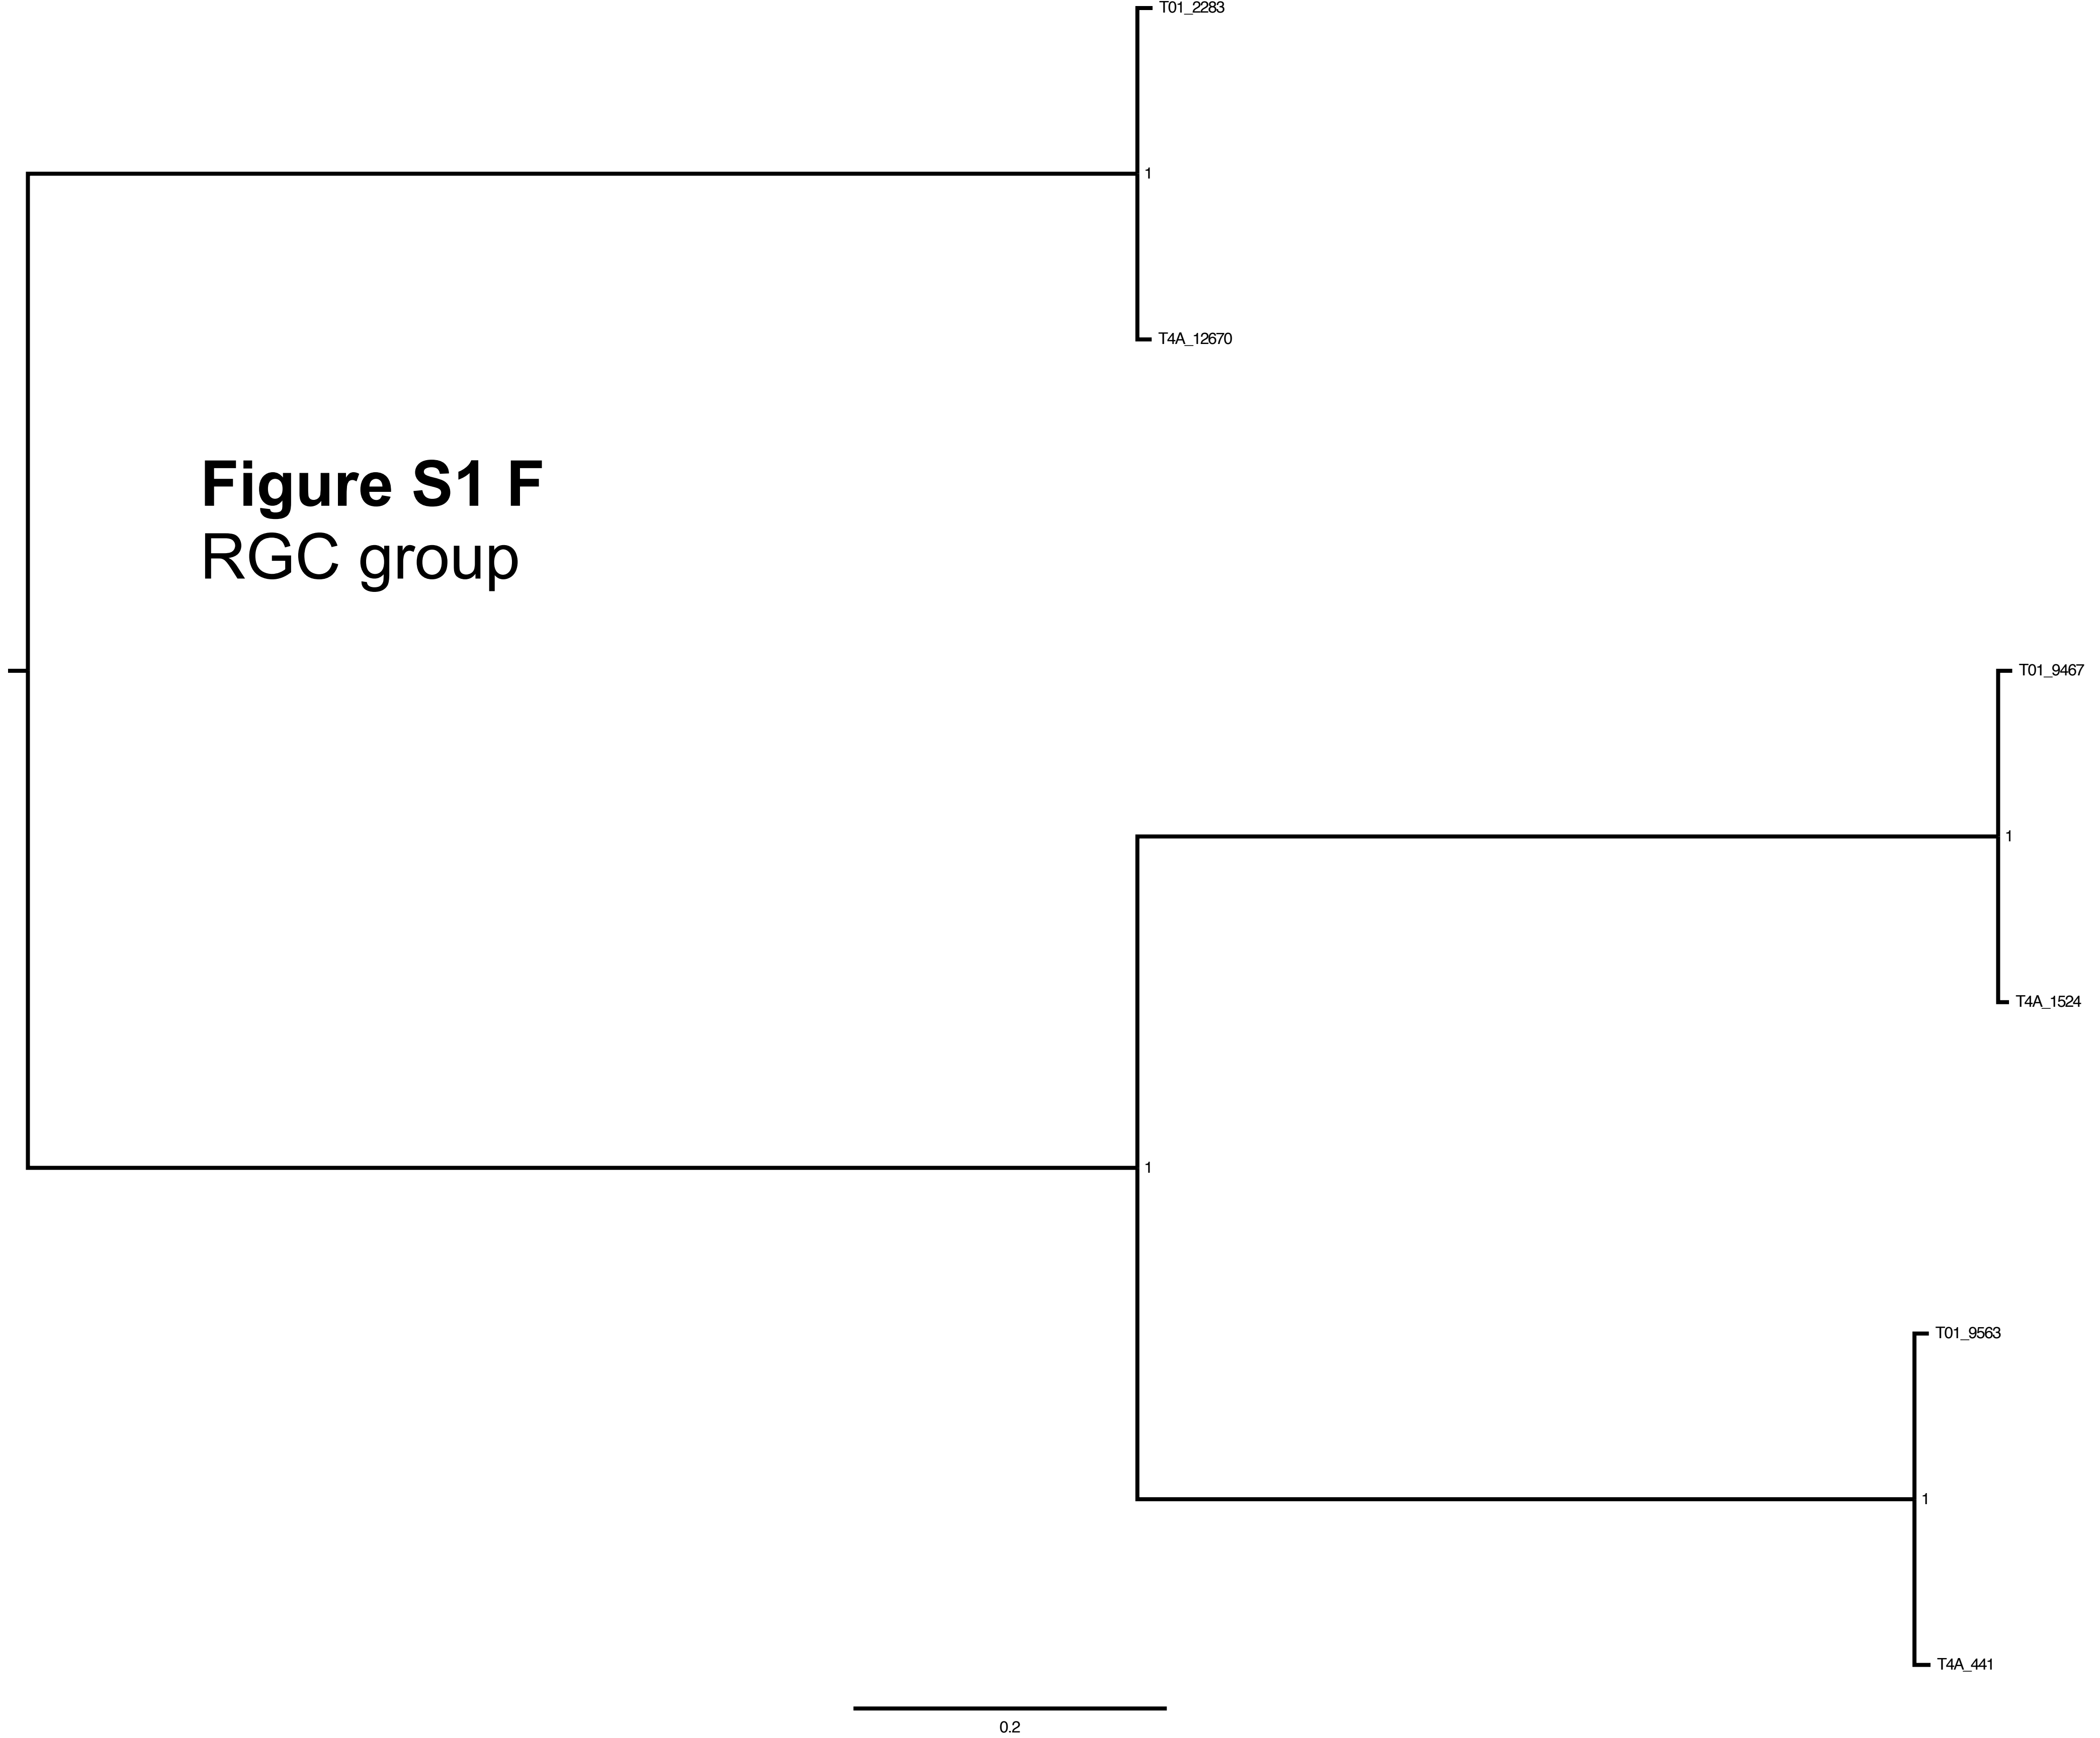 T01_2283
1
T4A_12670
Figure S1 F
RGC group
T01_9467
1
T4A_1524
1
T01_9563
1
T4A_441
0.2